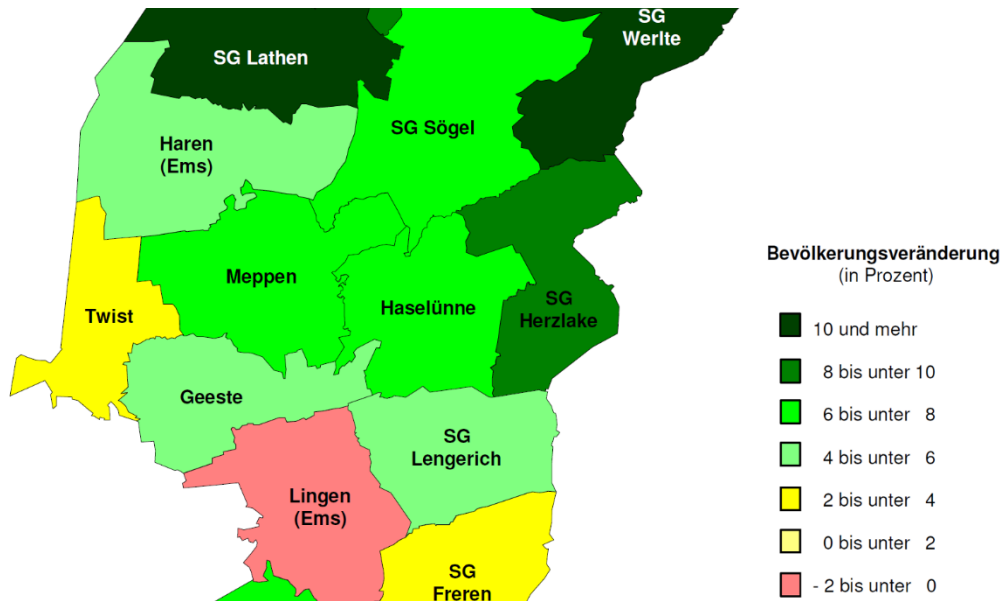 SG
Werlte
SG Lathen
SG Sögel
Haren
(Ems)
Meppen
Haselünne
SG
Herzlake
Twist
Geeste
SG
Lengerich
Lingen
(Ems)
SG
Freren
Bevölkerungsveränderung
(in Prozent)
10 und mehr
8 bis unter 10
6 bis unter 8
4 bis unter 6
2 bis unter 4
0 bis unter 2
- 2 bis unter 0